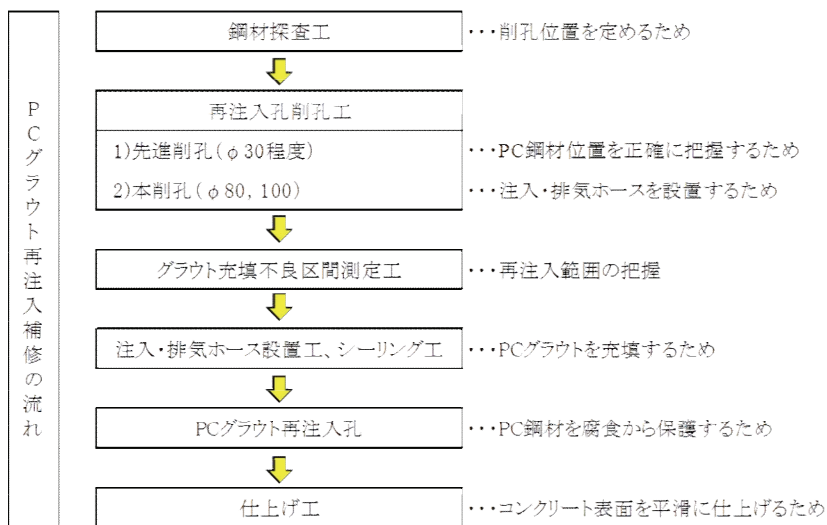 PCグラウト再注入補修の流れ
鋼材探査工 ・・・削孔位置を定めるため
再注入孔削孔工
1)先進削孔(φ30程度) ・・・PC鋼材位置を正確に把握するため
2)本削孔(φ80, 100) ・・・注入・排気ホースを設置するため
グラウト充填不良区間測定工 ・・・再注入範囲の把握
注入・排気ホース設置工、シーリング工 ・・・PCグラウトを充填するため
PCグラウト再注入孔 ・・・PC鋼材を腐食から保護するため
仕上げ工 ・・・コンクリート表面を平滑に仕上げるため